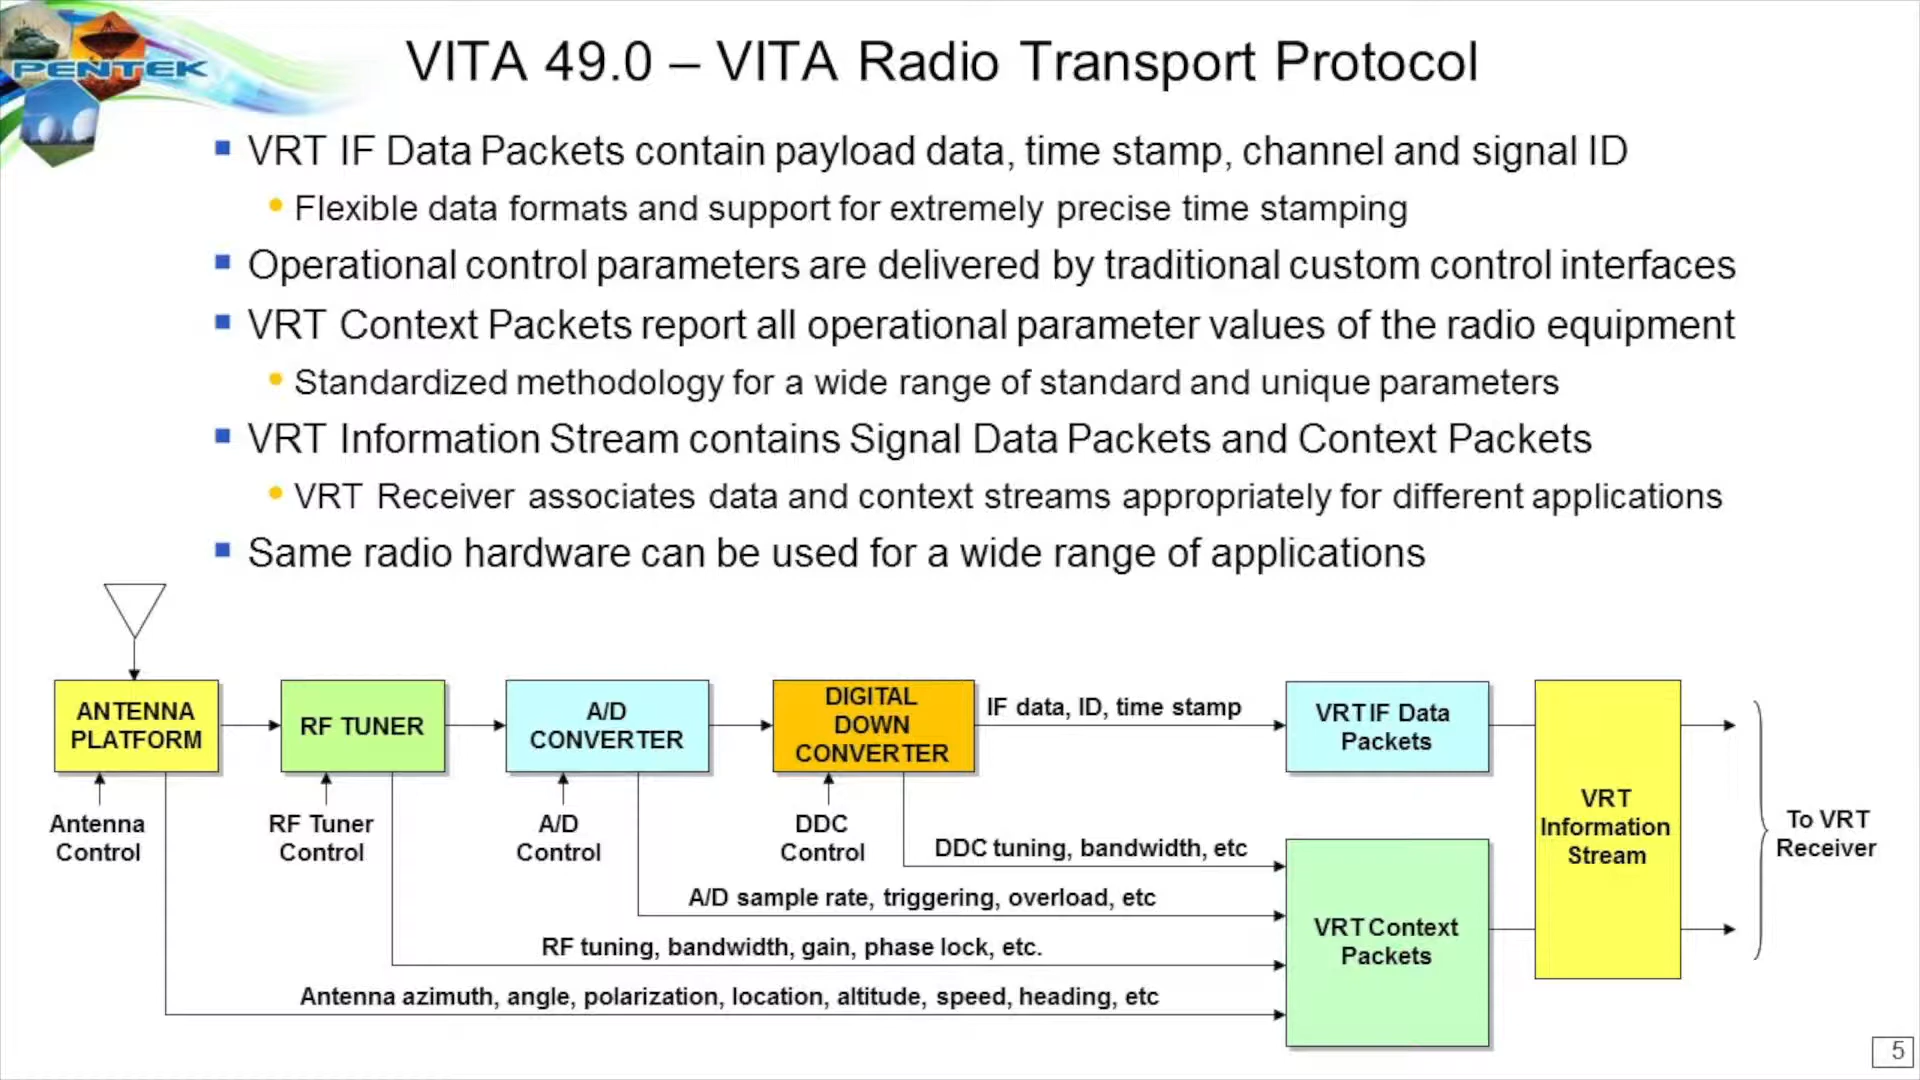 PENTEK
VITA 49.0 – VITA Radio Transport Protocol
VRT IF Data Packets contain payload data, time stamp, channel and signal ID
Flexible data formats and support for extremely precise time stamping
Operational control parameters are delivered by traditional custom control interfaces
VRT Context Packets report all operational parameter values of the radio equipment
Standardized methodology for a wide range of standard and unique parameters
VRT Information Stream contains Signal Data Packets and Context Packets
VRT Receiver associates data and context streams appropriately for different applications
Same radio hardware can be used for a wide range of applications
ANTENNA
PLATFORM
RF TUNER
A/D
CONVERTER
DIGITAL
DOWN
CONVERTER
IF data, ID, time stamp
VRT IF Data
Packets
Antenna
Control
RF Tuner
Control
A/D
Control
DDC
Control
DDC tuning, bandwidth, etc
A/D sample rate, triggering, overload, etc
RF tuning, bandwidth, gain, phase lock, etc.
Antenna azimuth, angle, polarization, location, altitude, speed, heading, etc
VRT Context
Packets
VRT
Information
Stream
To VRT
Receiver
5